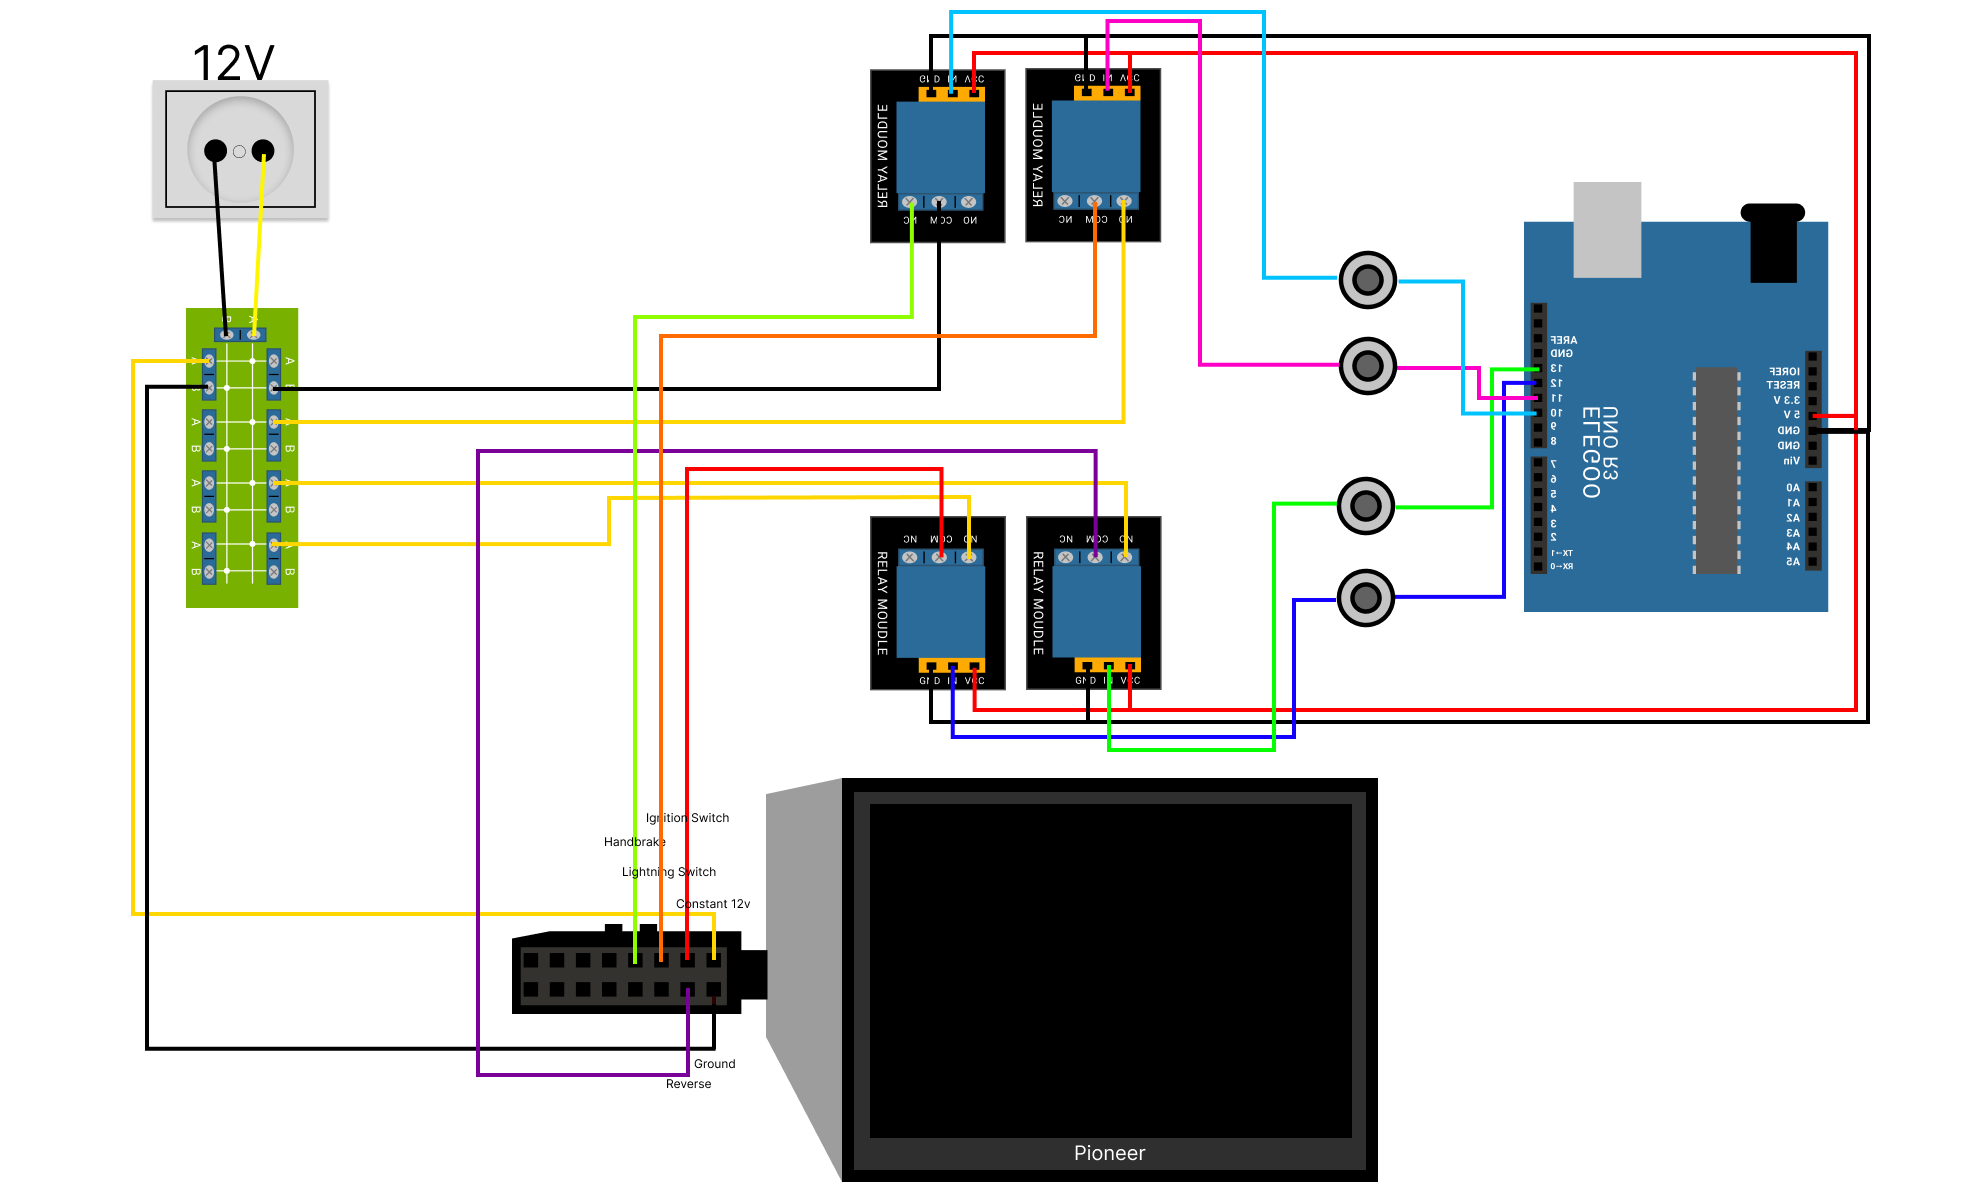 12V
GND IN VCC
RELAY MOUDLE
NC COM NO
GND IN VCC
RELAY MOUDLE
NC COM NO
B A
A A
B B
A A
B B
A A
B B
A A
B B
AREF
GND
13
12
11
10
9
8
7
6
5
4
3
2
TX→1
RX←0
ELEGOO
UNO R3
IOREF
RESET
3.3 V
5 V
GND
GND
Vin
A0
A1
A2
A3
A4
A5
NC COM NO
RELAY MOUDLE
GND IN VCC
NC COM NO
RELAY MOUDLE
GND IN VCC
Ignition Switch
Handbrake
Lightning Switch
Constant 12v
Ground
Reverse
Pioneer